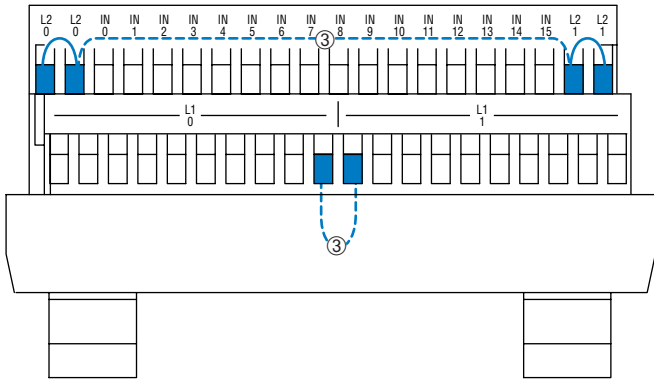 L2 L2 IN IN IN IN IN IN IN IN IN IN IN IN IN IN IN IN L2 L2
0 0 0 1 2 3 4 5 6 7 8 9 10 11 12 13 14 15 1 1
③
L1 L1
0 1
③